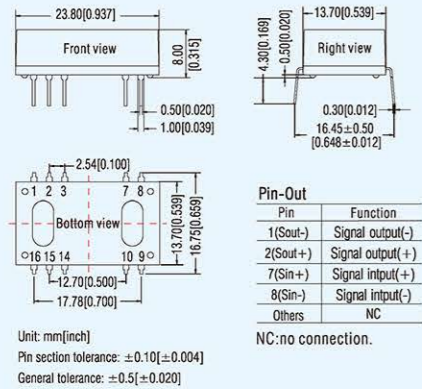 23.80[0.937]
Front view
8.00
[0.315]
0.50[0.020]
1.00[0.039]
13.70[0.539]
Right view
4.30[0.169]
0.50[0.020]
0.30[0.012]
16.45±0.50
[0.648±0.012]
2.54[0.100]
1 2 3 7 8
Bottom view
16 15 14 10 9
13.70[0.539]
16.75[0.659]
12.70[0.500]
17.78[0.700]
Unit: mm[inch]
Pin section tolerance: ±0.10[±0.004]
General tolerance: ±0.5[±0.020]
Pin-Out
Pin Function
1(Sout-) Signal output(-)
2(Sout+) Signal output(+)
7(Sin+) Signal intput(+)
8(Sin-) Signal intput(-)
Others NC
NC:no connection.